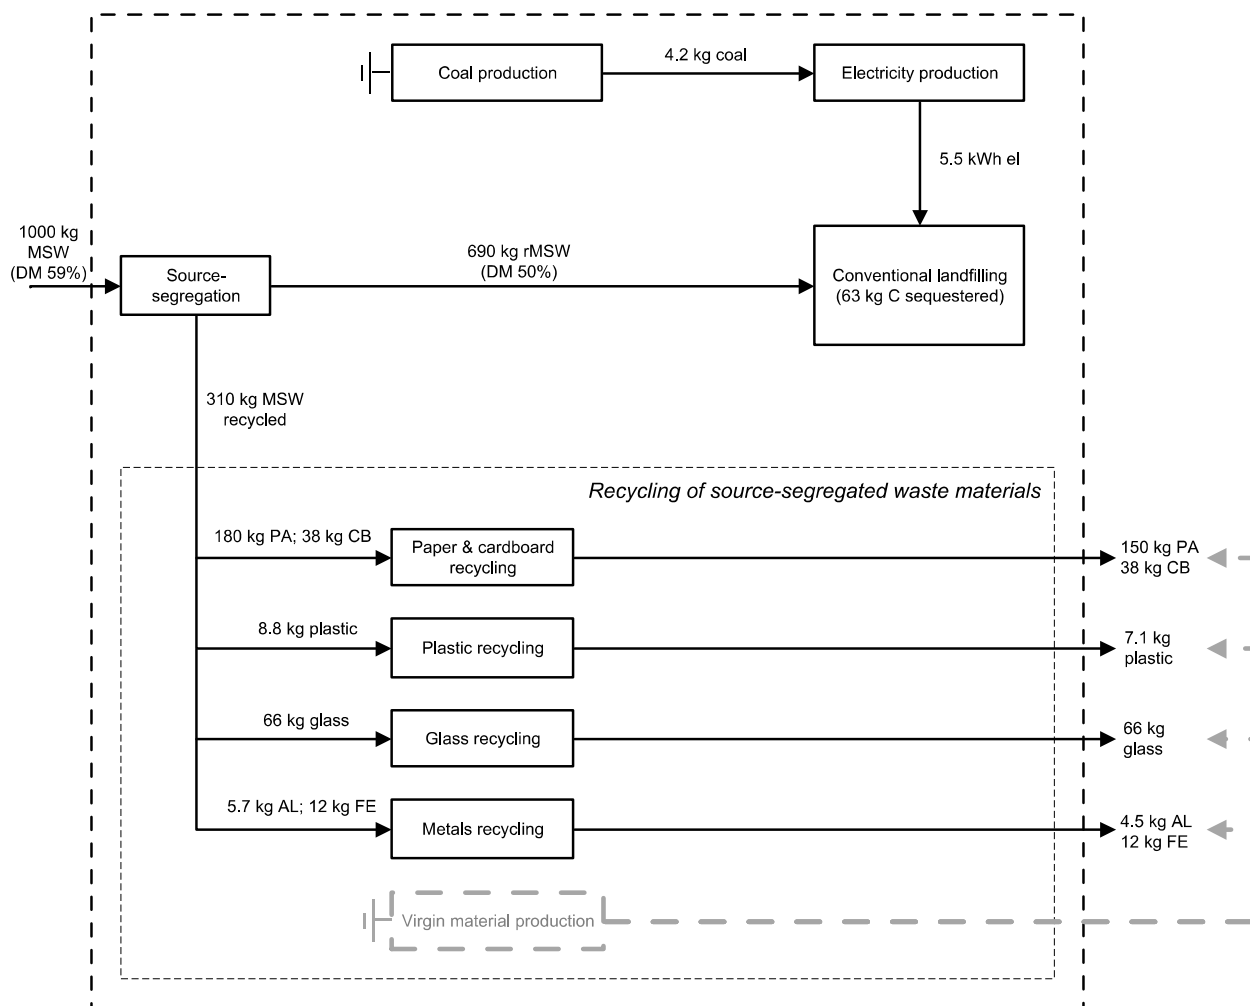 Coal production
4.2 kg coal
Electricity production
5.5 kWh el
1000 kg
MSW
(DM 59%)
Source-
segregation
690 kg rMSW
(DM 50%)
Conventional landfilling
(63 kg C sequestered)
310 kg MSW
recycled
Recycling of source-segregated waste materials
180 kg PA; 38 kg CB
Paper & cardboard
recycling
150 kg PA
38 kg CB
8.8 kg plastic
Plastic recycling
7.1 kg
plastic
66 kg glass
Glass recycling
66 kg
glass
5.7 kg AL; 12 kg FE
Metals recycling
4.5 kg AL
12 kg FE
Virgin material production